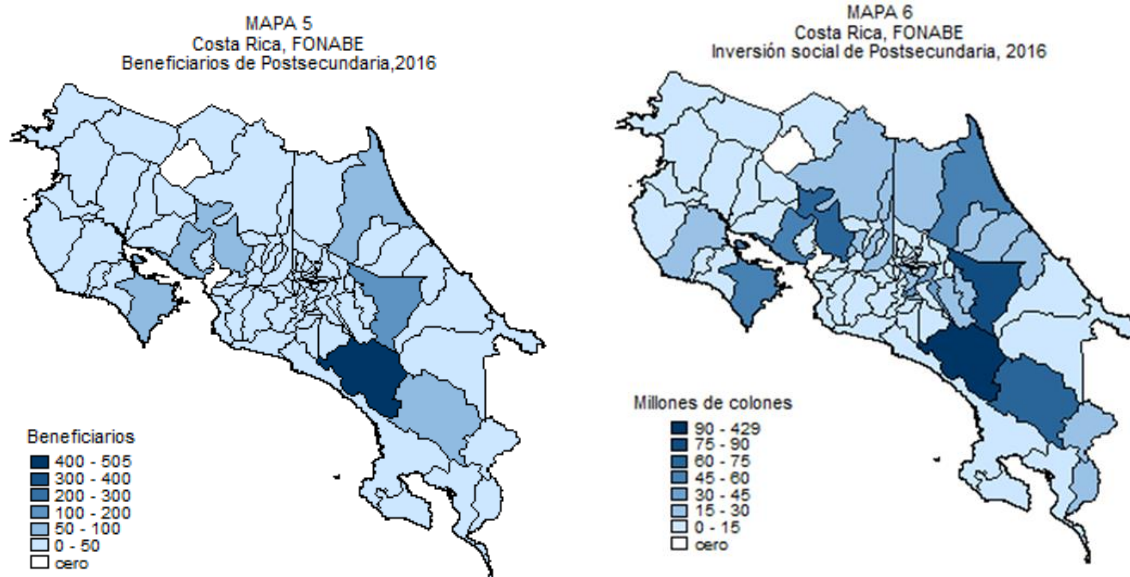 MAPA 5
Costa Rica, FONABE
Beneficiarios de Postsecundaria,2016
Beneficiarios
400 - 505
300 - 400
200 - 300
100 - 200
50 - 100
0 - 50
cero
MAPA 6
Costa Rica, FONABE
Inversión social de Postsecundaria, 2016
Millones de colones
90 - 429
75 - 90
60 - 75
45 - 60
30 - 45
15 - 30
0 - 15
cero